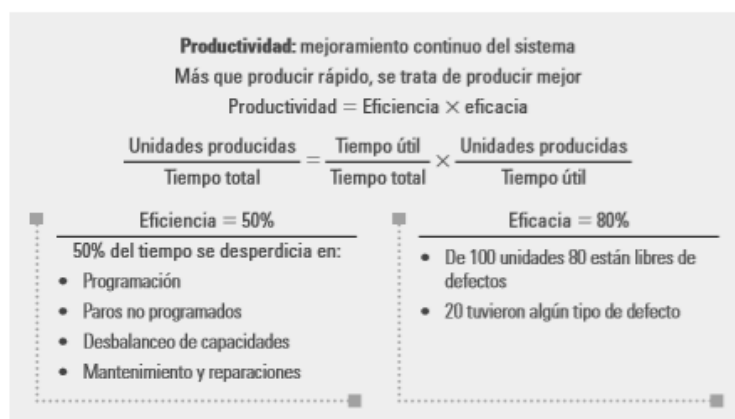 Productividad: mejoramiento continuo del sistema
Más que producir rápido, se trata de producir mejor
Productividad = Eficiencia × eficacia
Unidades producidas / Tiempo total = Tiempo útil / Tiempo total × Unidades producidas / Tiempo útil
Eficiencia = 50%
50% del tiempo se desperdicia en:
• Programación
• Paros no programados
• Desbalanceo de capacidades
• Mantenimiento y reparaciones
Eficacia = 80%
• De 100 unidades 80 están libres de
defectos
• 20 tuvieron algún tipo de defecto